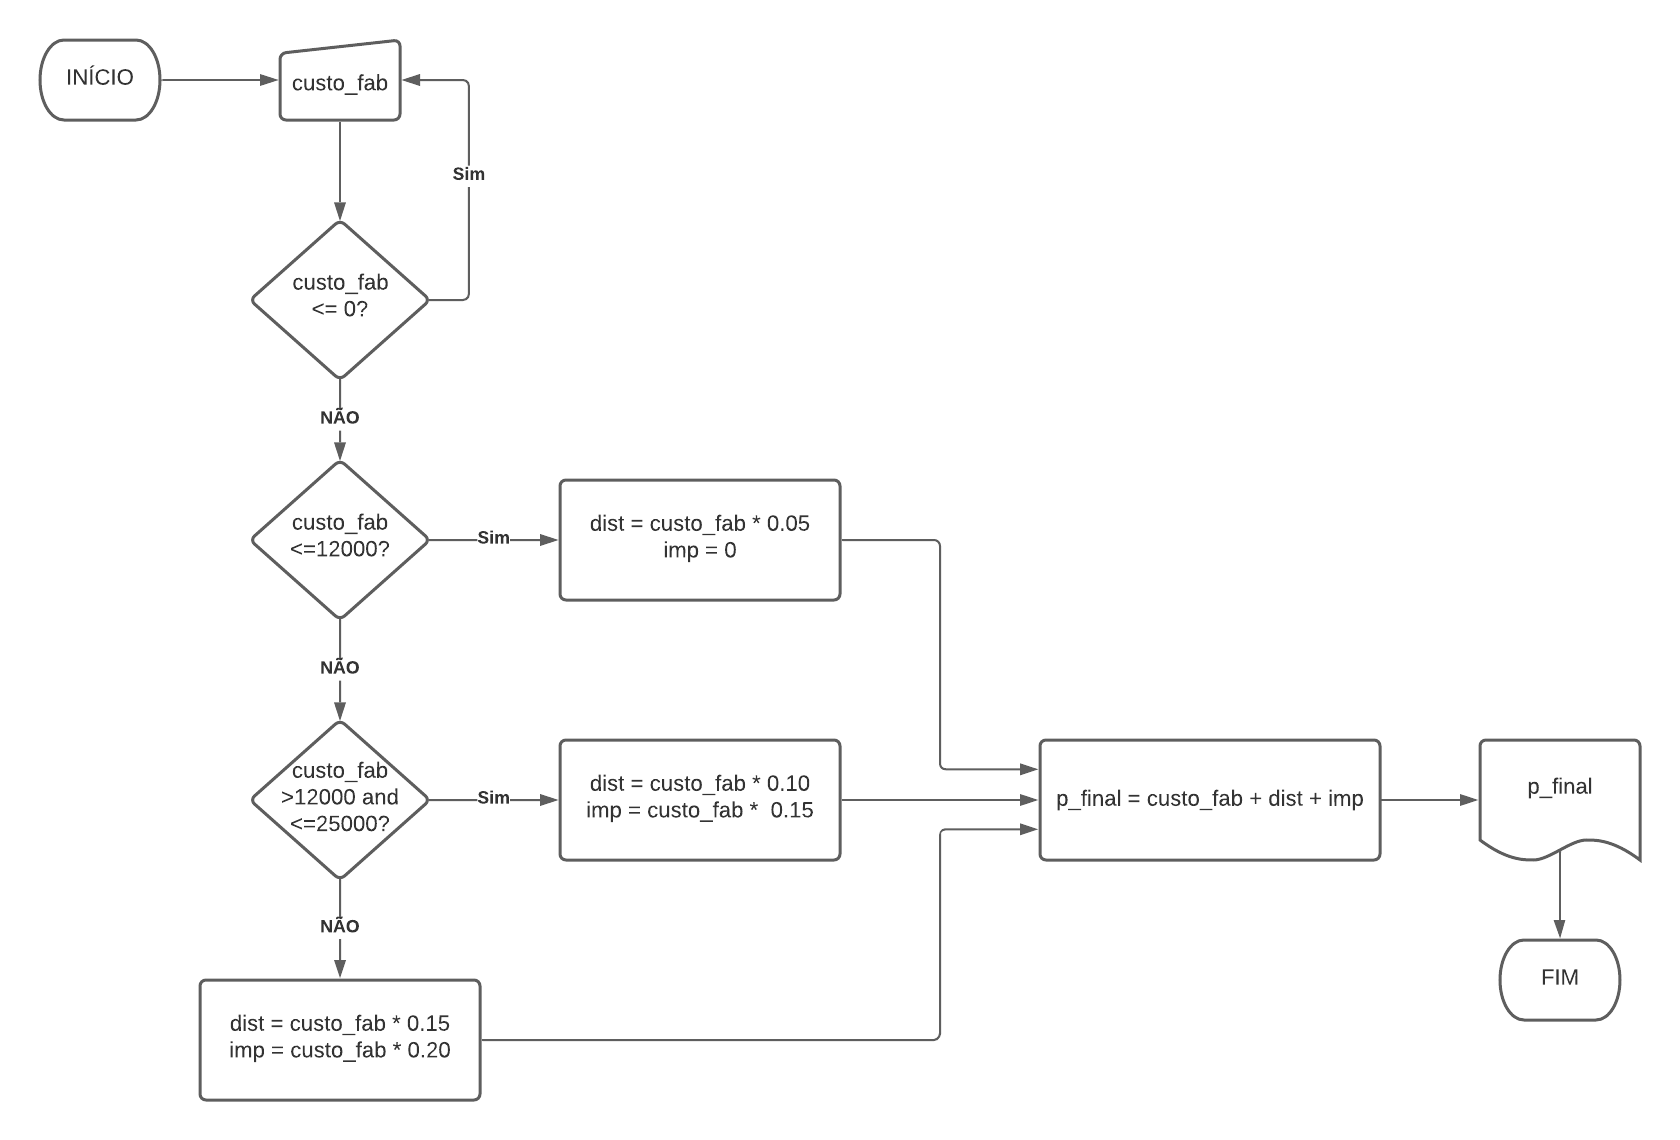 INÍCIO
custo_fab
Sim
custo_fab
<= 0?
NÃO
custo_fab
<=12000?
Sim
dist = custo_fab * 0.05
imp = 0
NÃO
custo_fab
>12000 and
<=25000?
Sim
dist = custo_fab * 0.10
imp = custo_fab *  0.15
p_final = custo_fab + dist + imp
p_final
NÃO
dist = custo_fab * 0.15
imp = custo_fab * 0.20
FIM